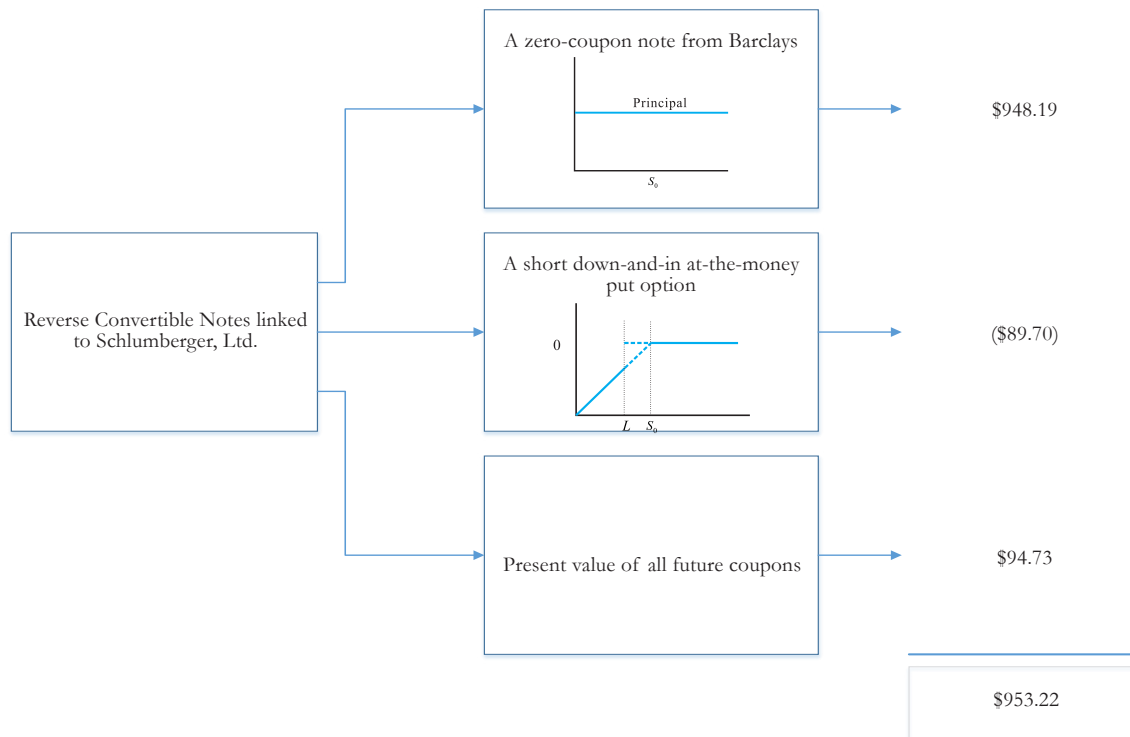 A zero-coupon note from Barclays
Principal
S₀
$948.19
Reverse Convertible Notes linked
to Schlumberger, Ltd.
A short down-and-in at-the-money
put option
0
L S₀
($89.70)
Present value of all future coupons
$94.73
$953.22